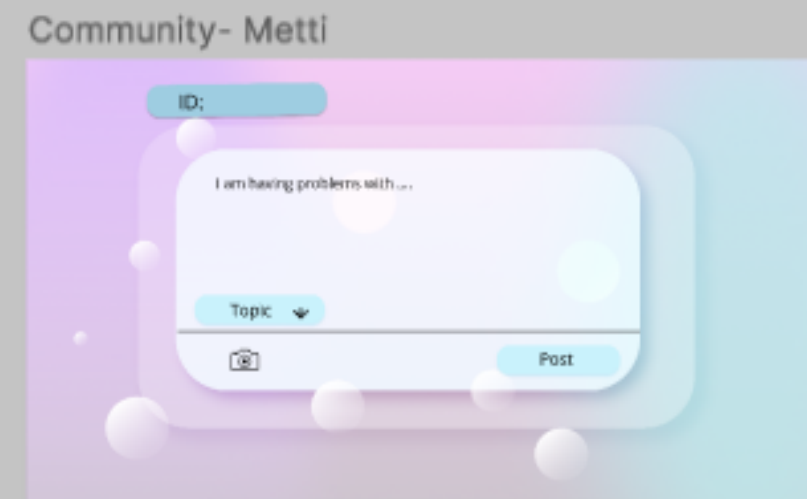 Community- Metti
ID;
I am having problems with ...
Topic
Post